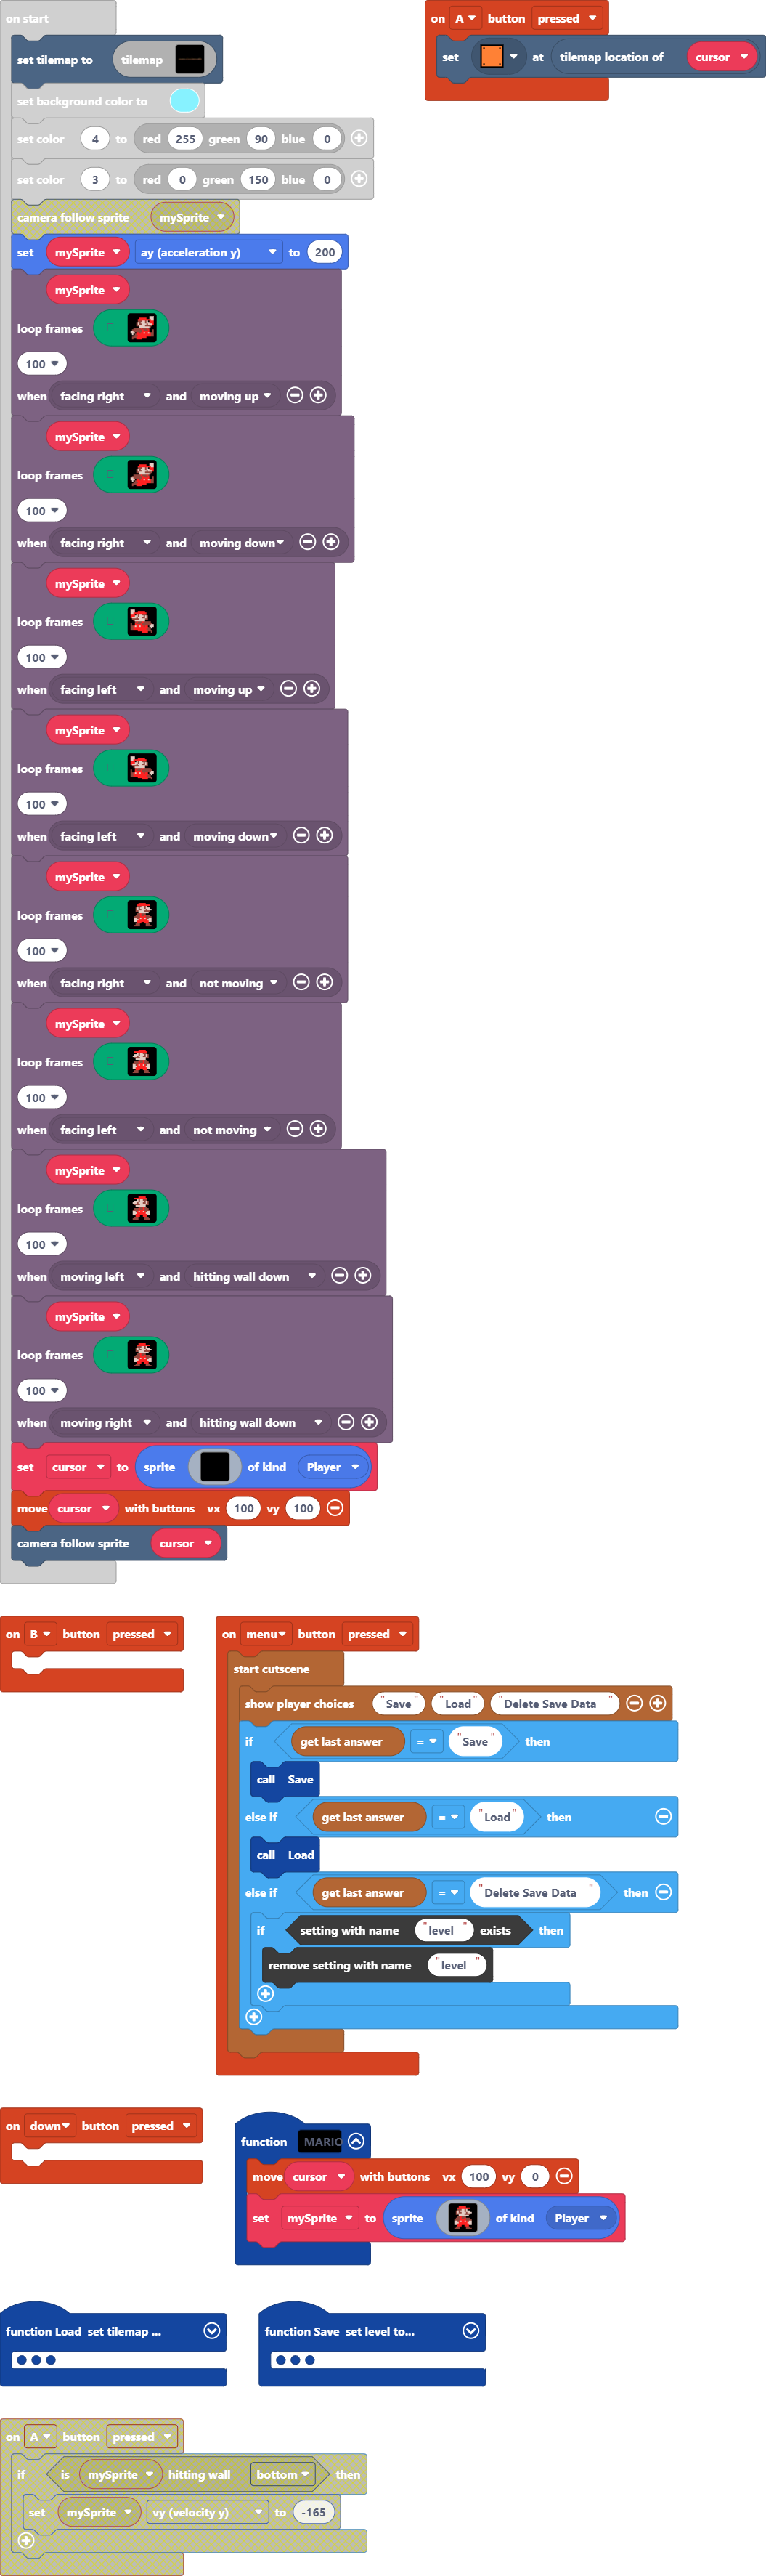 on start
set tilemap to tilemap
set background color to
set color 4 to red 255 green 90 blue 0
set color 3 to red 0 green 150 blue 0
camera follow sprite mySprite
set mySprite ay (acceleration y) to 200
mySprite
loop frames
100
when facing right and moving up
mySprite
loop frames
100
when facing right and moving down
mySprite
loop frames
100
when facing left and moving up
mySprite
loop frames
100
when facing left and moving down
mySprite
loop frames
100
when facing right and not moving
mySprite
loop frames
100
when facing left and not moving
mySprite
loop frames
100
when moving left and hitting wall down
mySprite
loop frames
100
when moving right and hitting wall down
set cursor to sprite of kind Player
move cursor with buttons vx 100 vy 100
camera follow sprite cursor
on A button pressed
set at tilemap location of cursor
on B button pressed
on menu button pressed
start cutscene
show player choices "Save" "Load" "Delete Save Data "
if get last answer = "Save" then
call Save
else if get last answer = "Load" then
call Load
else if get last answer = "Delete Save Data " then
if setting with name "level " exists then
remove setting with name "level "
on down button pressed
function MARIO
move cursor with buttons vx 100 vy 0
set mySprite to sprite of kind Player
function Load set tilemap ...
function Save set level to...
on A button pressed
if is mySprite hitting wall bottom then
set mySprite vy (velocity y) to -165